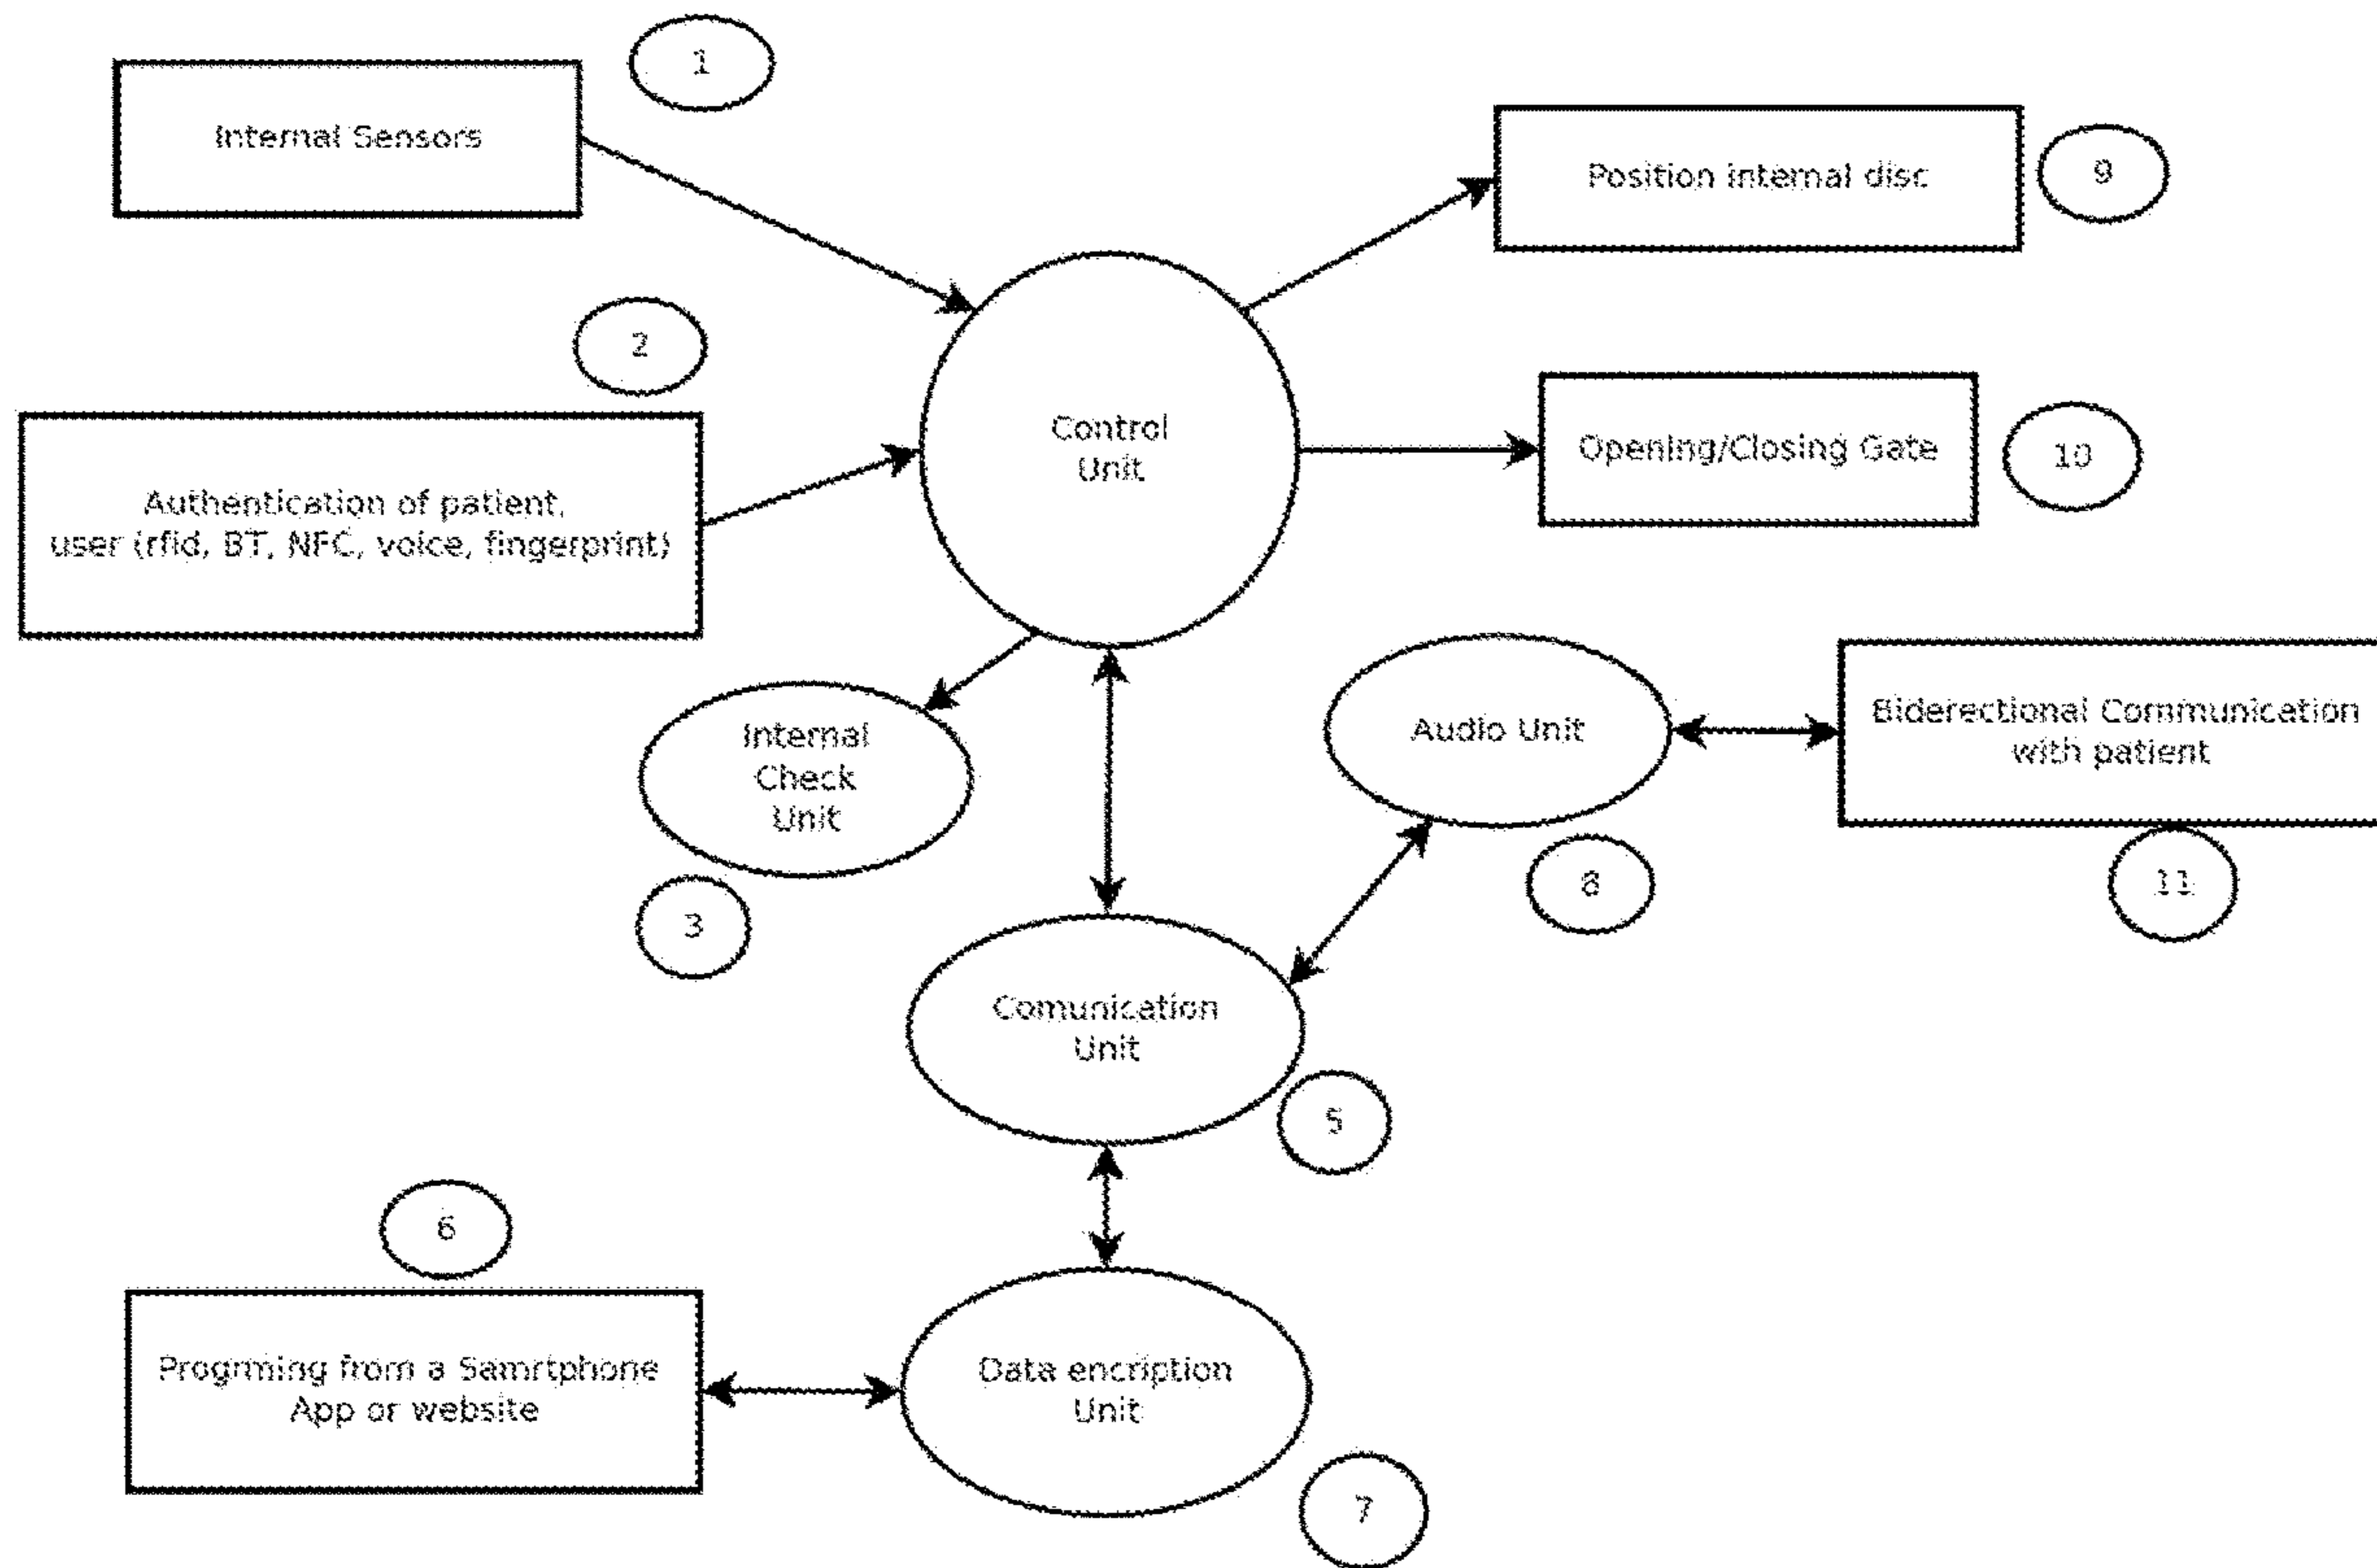 1
Internal Sensors
9
Position internal disc
2
Control
Unit
10
Opening/Closing Gate
Authentication of patient,
user (rfid, BT, NFC, voice, fingerprint)
Internal
Check
Unit
3
Audio Unit
8
Biderectional Communication
with patient
11
Comunication
Unit
5
6
Progrming from a Samrtphone
App or website
Data encription
Unit
7